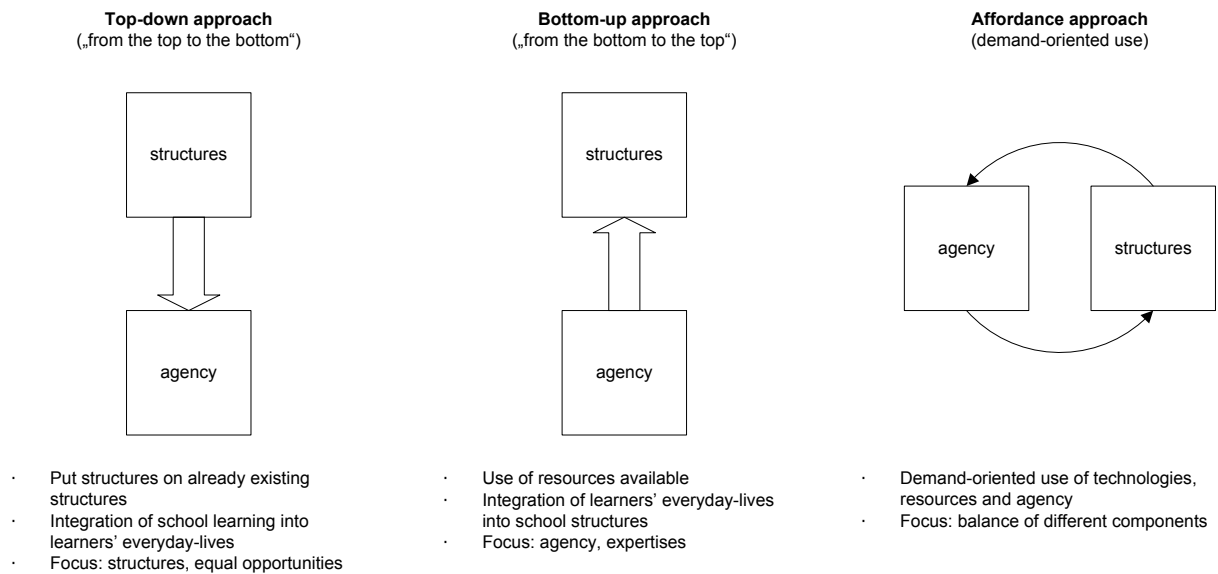 Top-down approach
(„from the top to the bottom“)
structures
agency
· Put structures on already existing
structures
· Integration of school learning into
learners’ everyday-lives
· Focus: structures, equal opportunities
Bottom-up approach
(„from the bottom to the top“)
structures
agency
· Use of resources available
· Integration of learners’ everyday-lives
into school structures
· Focus: agency, expertises
Affordance approach
(demand-oriented use)
agency
structures
· Demand-oriented use of technologies,
resources and agency
· Focus: balance of different components